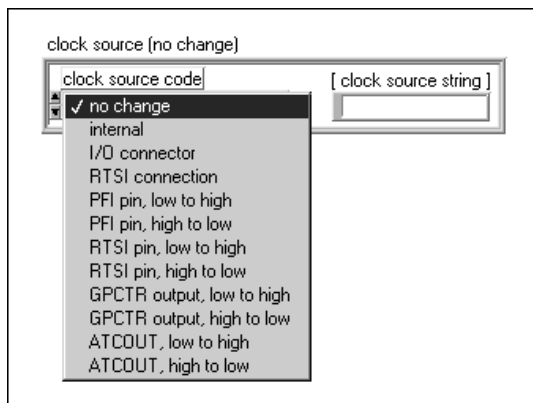 clock source (no change)
clock source code
[ clock source string ]
✓ no change
internal
I/O connector
RTSI connection
PFI pin, low to high
PFI pin, high to low
RTSI pin, low to high
RTSI pin, high to low
GPCTR output, low to high
GPCTR output, high to low
ATCOUT, low to high
ATCOUT, high to low